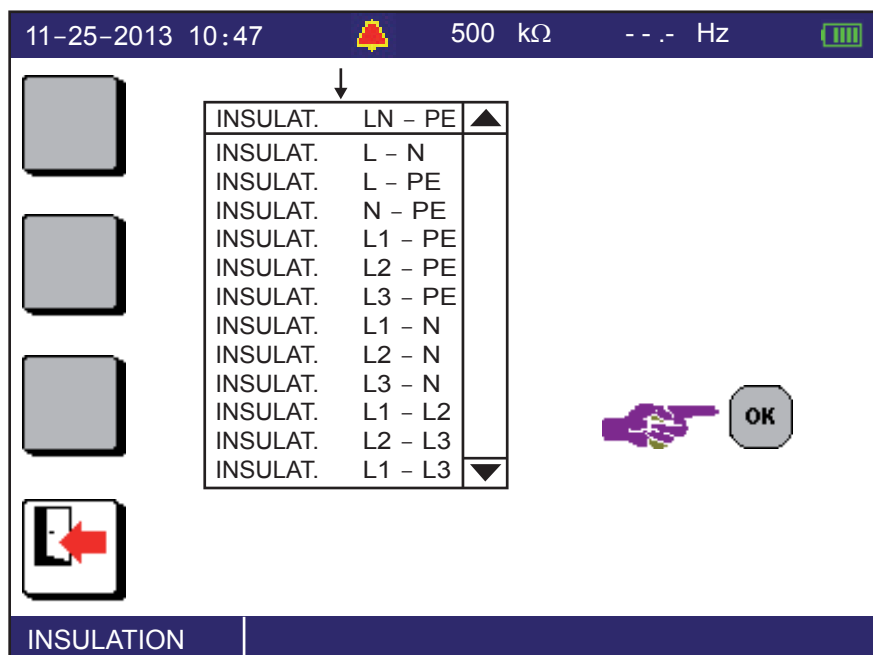 11-25-2013 10:47 500 kΩ - - .- Hz
INSULAT. LN - PE
INSULAT. L - N
INSULAT. L - PE
INSULAT. N - PE
INSULAT. L1 - PE
INSULAT. L2 - PE
INSULAT. L3 - PE
INSULAT. L1 - N
INSULAT. L2 - N
INSULAT. L3 - N
INSULAT. L1 - L2
INSULAT. L2 - L3
INSULAT. L1 - L3
OK
INSULATION